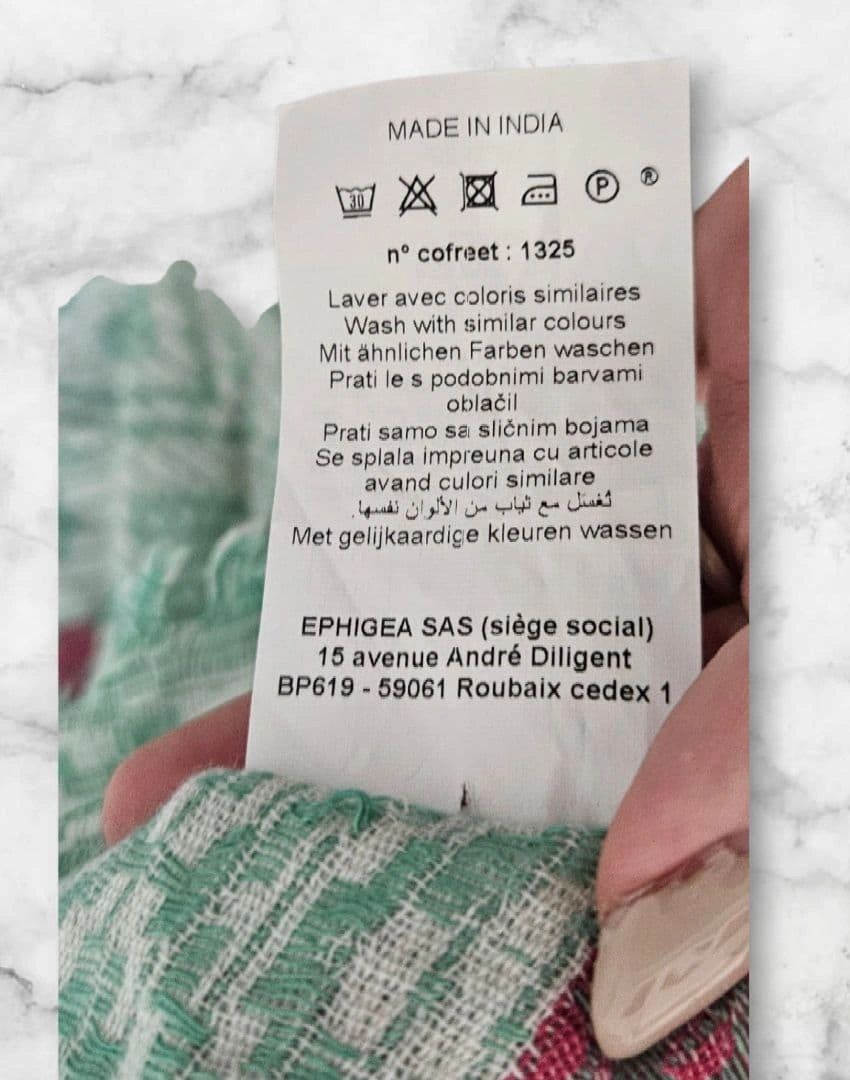 MADE IN INDIA
30 P ®
n° cofreet : 1325
Laver avec coloris similaires
Wash with similar colours
Mit ähnlichen Farben waschen
Prati le s podobnimi barvami
oblačil
Prati samo sa sličnim bojama
Se splala impreuna cu articole
avand culori similare
تُغسَل مع ثياب من الألوان نفسها.
Met gelijkaardige kleuren wassen
EPHIGEA SAS (siège social)
15 avenue André Diligent
BP619 - 59061 Roubaix cedex 1